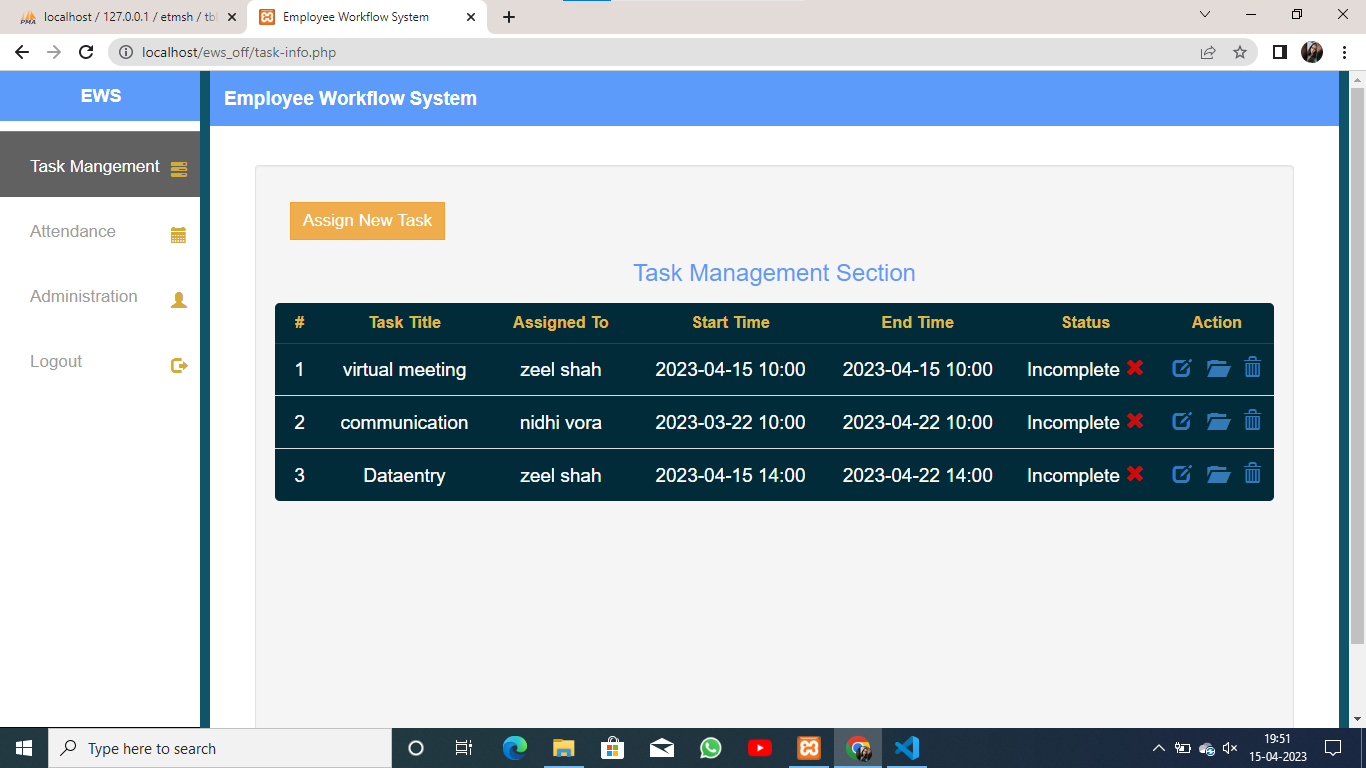 localhost / 127.0.0.1 / etmsh / tbl
Employee Workflow System
localhost/ews_off/task-info.php
EWS
Employee Workflow System
Task Mangement
Attendance
Administration
Logout
Assign New Task
Task Management Section
# Task Title Assigned To Start Time End Time Status Action
1 virtual meeting zeel shah 2023-04-15 10:00 2023-04-15 10:00 Incomplete
2 communication nidhi vora 2023-03-22 10:00 2023-04-22 10:00 Incomplete
3 Dataentry zeel shah 2023-04-15 14:00 2023-04-22 14:00 Incomplete
Type here to search
19:51
15-04-2023